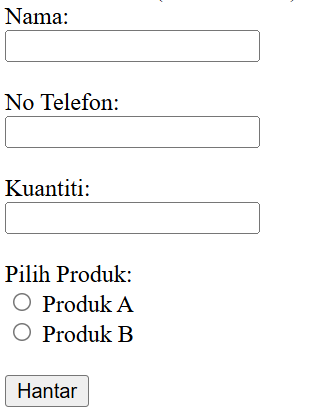 Nama:
No Telefon:
Kuantiti:
Pilih Produk:
Produk A
Produk B
Hantar